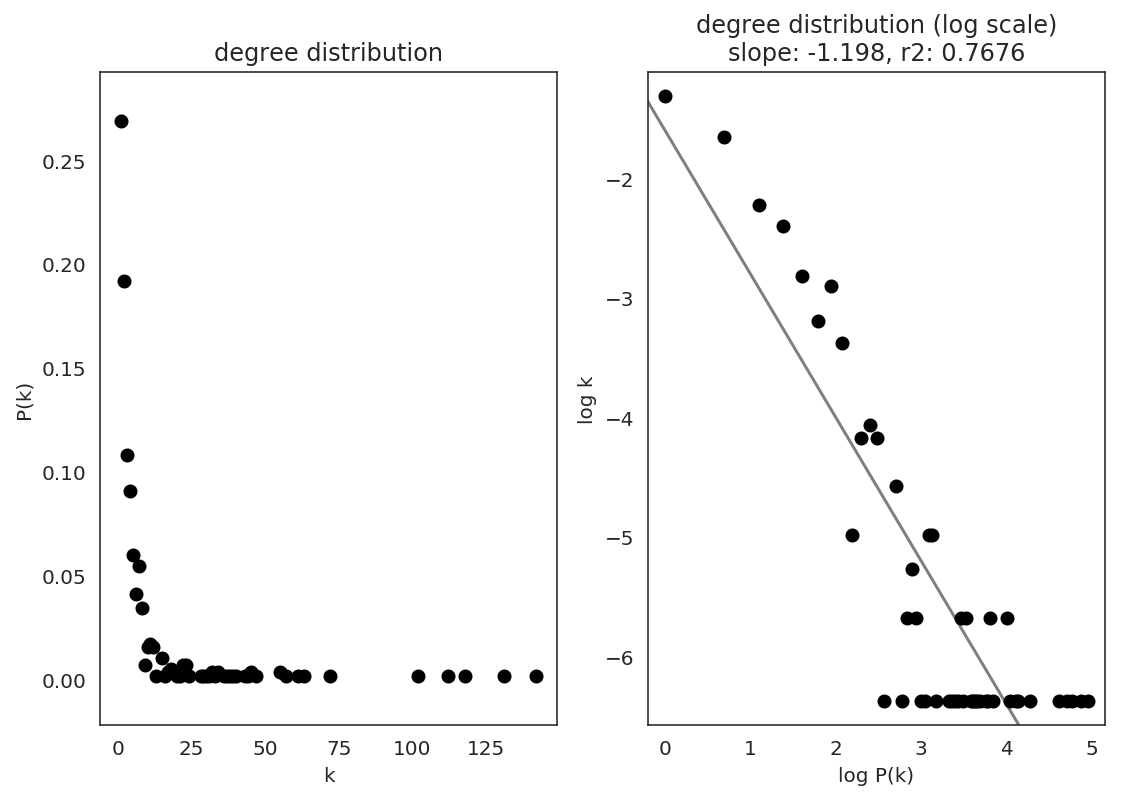 degree distribution
0.25
0.20
0.15
0.10
0.05
0.00
P(k)
0 25 50 75 100 125
k
degree distribution (log scale)
slope: -1.198, r2: 0.7676
−2
−3
−4
−5
−6
log k
0 1 2 3 4 5
log P(k)